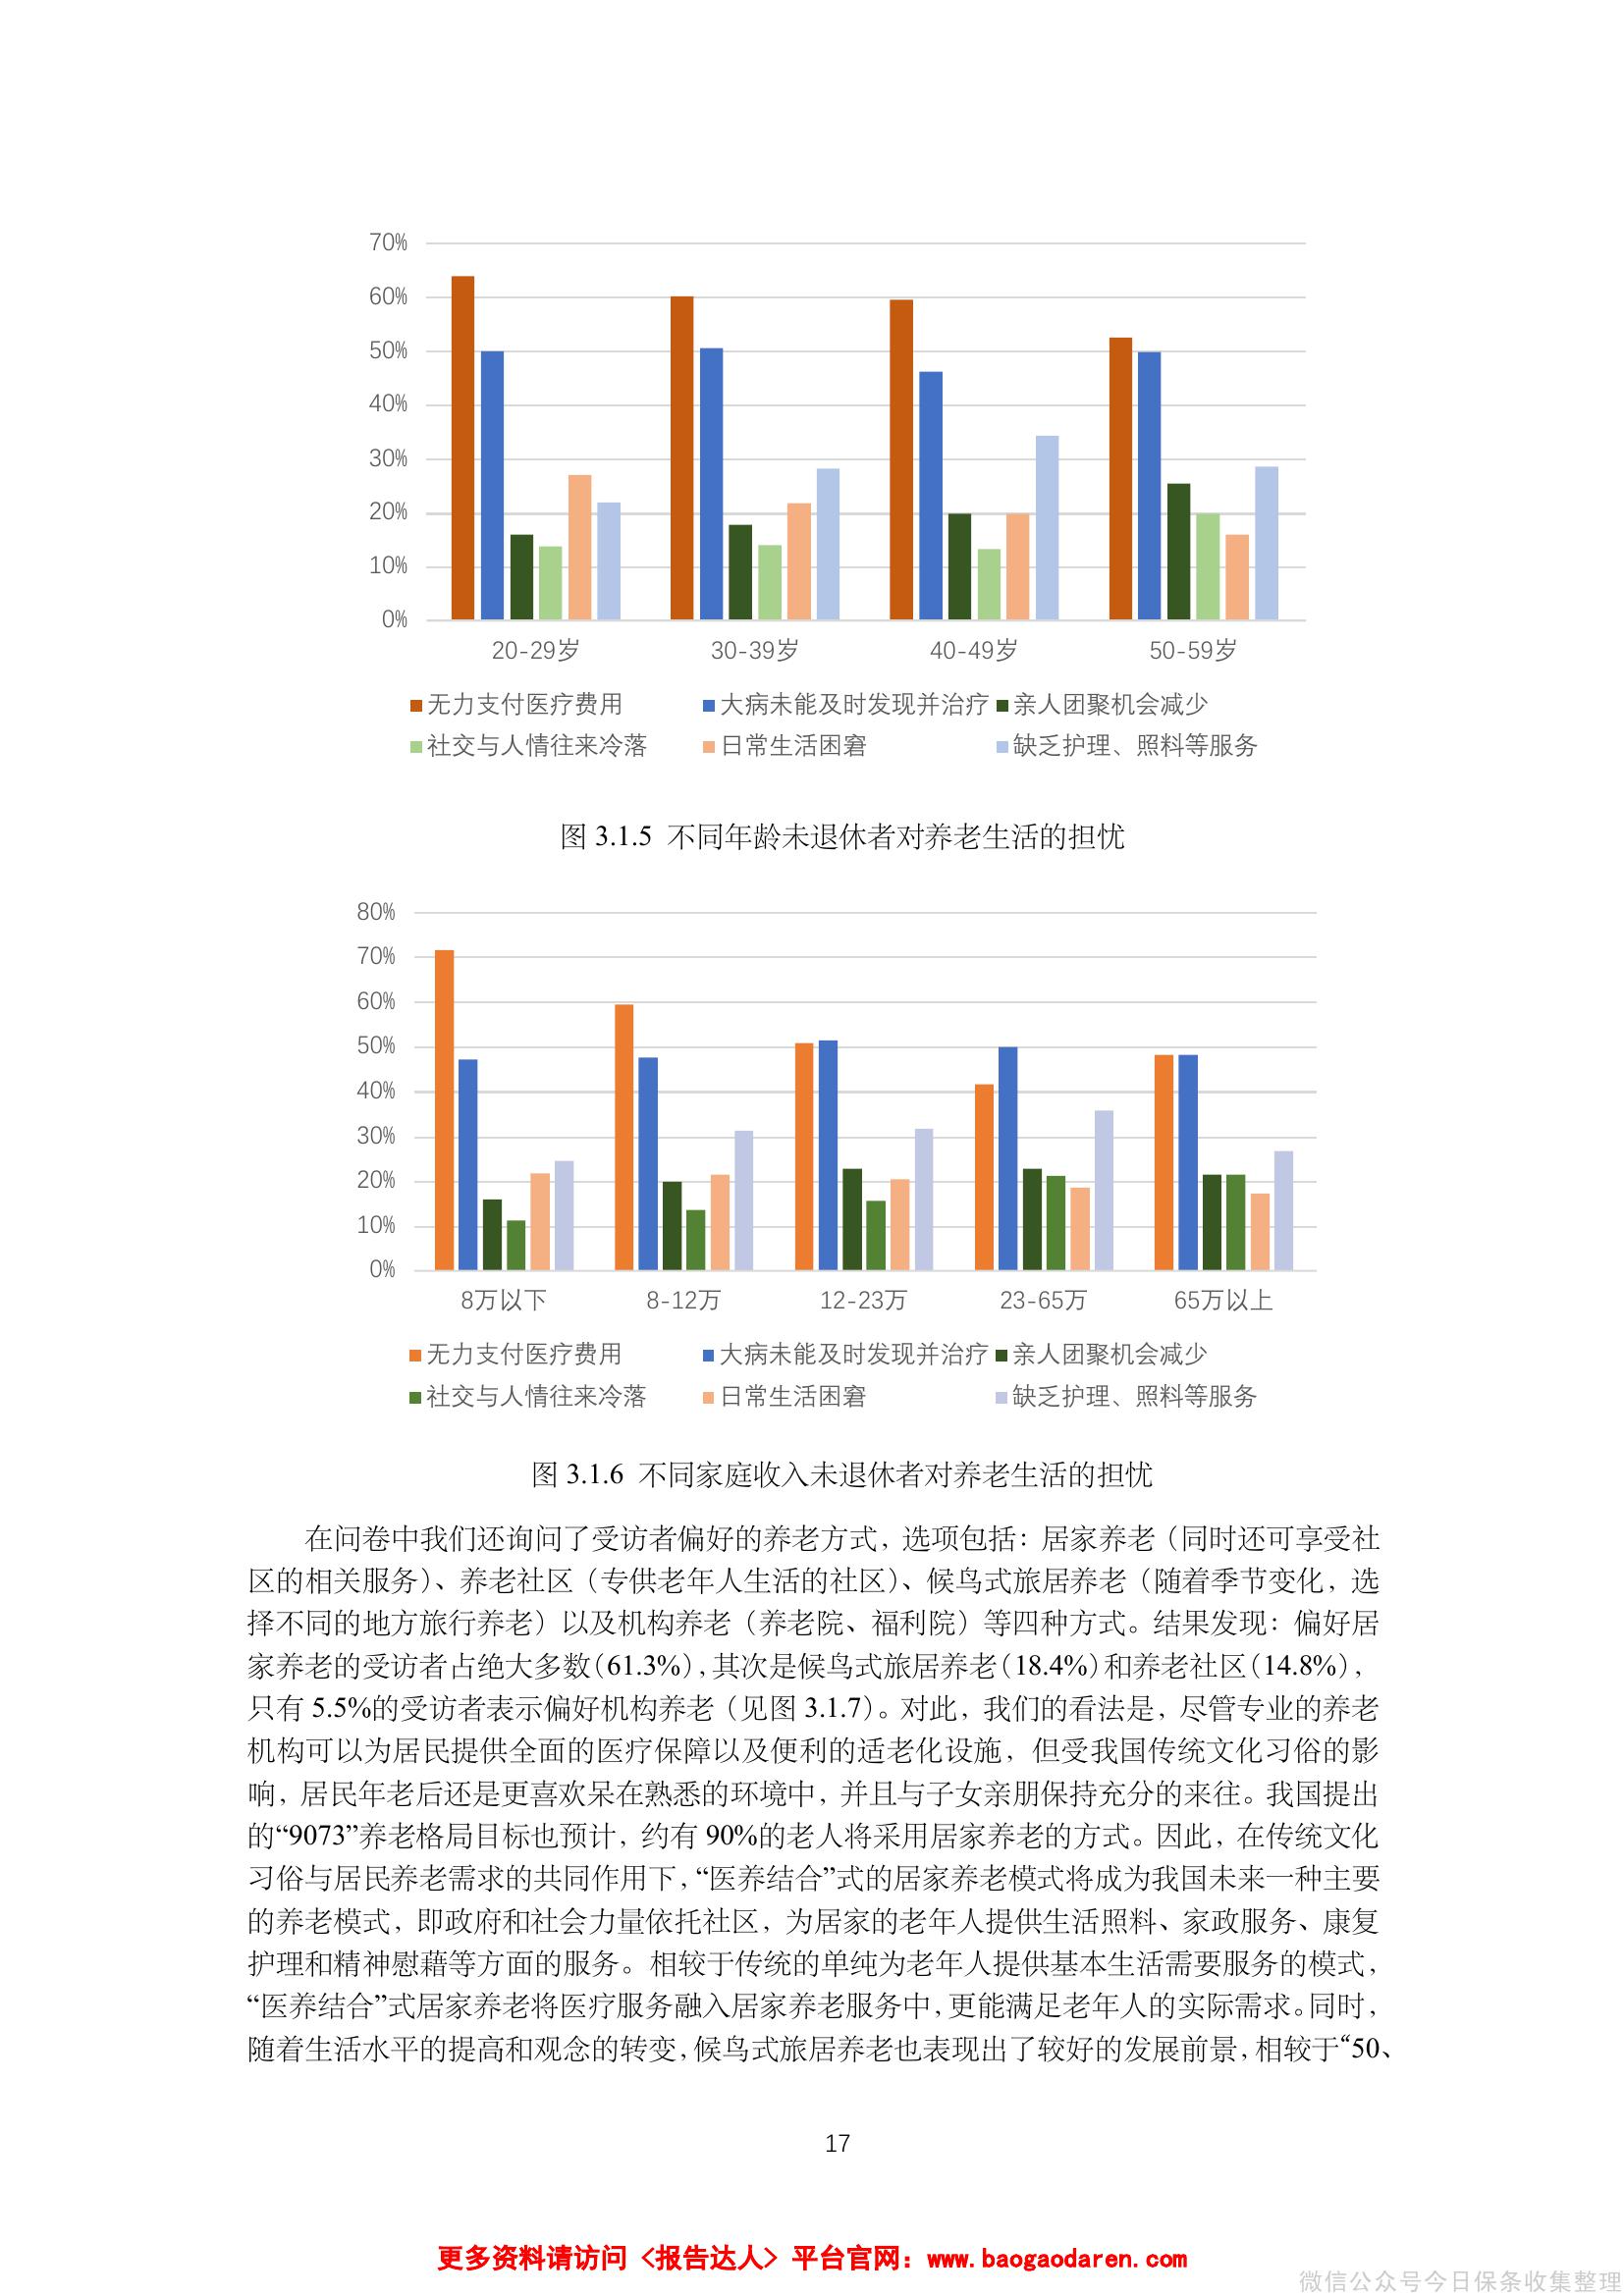 70%
60%
50%
40%
30%
20%
10%
0%
20-29岁 30-39岁 40-49岁 50-59岁
无力支付医疗费用 大病未能及时发现并治疗 亲人团聚机会减少
社交与人情往来冷落 日常生活困窘 缺乏护理、照料等服务
图 3.1.5 不同年龄未退休者对养老生活的担忧
80%
70%
60%
50%
40%
30%
20%
10%
0%
8万以下 8-12万 12-23万 23-65万 65万以上
无力支付医疗费用 大病未能及时发现并治疗 亲人团聚机会减少
社交与人情往来冷落 日常生活困窘 缺乏护理、照料等服务
图 3.1.6 不同家庭收入未退休者对养老生活的担忧
在问卷中我们还询问了受访者偏好的养老方式，选项包括：居家养老（同时还可享受社
区的相关服务）、养老社区（专供老年人生活的社区）、候鸟式旅居养老（随着季节变化，选
择不同的地方旅行养老）以及机构养老（养老院、福利院）等四种方式。结果发现：偏好居
家养老的受访者占绝大多数（61.3%），其次是候鸟式旅居养老（18.4%）和养老社区（14.8%），
只有 5.5%的受访者表示偏好机构养老（见图 3.1.7）。对此，我们的看法是，尽管专业的养老
机构可以为居民提供全面的医疗保障以及便利的适老化设施，但受我国传统文化习俗的影
响，居民年老后还是更喜欢呆在熟悉的环境中，并且与子女亲朋保持充分的来往。我国提出
的“9073”养老格局目标也预计，约有 90%的老人将采用居家养老的方式。因此，在传统文化
习俗与居民养老需求的共同作用下，“医养结合”式的居家养老模式将成为我国未来一种主要
的养老模式，即政府和社会力量依托社区，为居家的老年人提供生活照料、家政服务、康复
护理和精神慰藉等方面的服务。相较于传统的单纯为老年人提供基本生活需要服务的模式，
“医养结合”式居家养老将医疗服务融入居家养老服务中，更能满足老年人的实际需求。同时，
随着生活水平的提高和观念的转变，候鸟式旅居养老也表现出了较好的发展前景，相较于“50、
17
更多资料请访问《报告达人》平台官网：www.baogaodaren.com
微信公众号今日保条收集整理